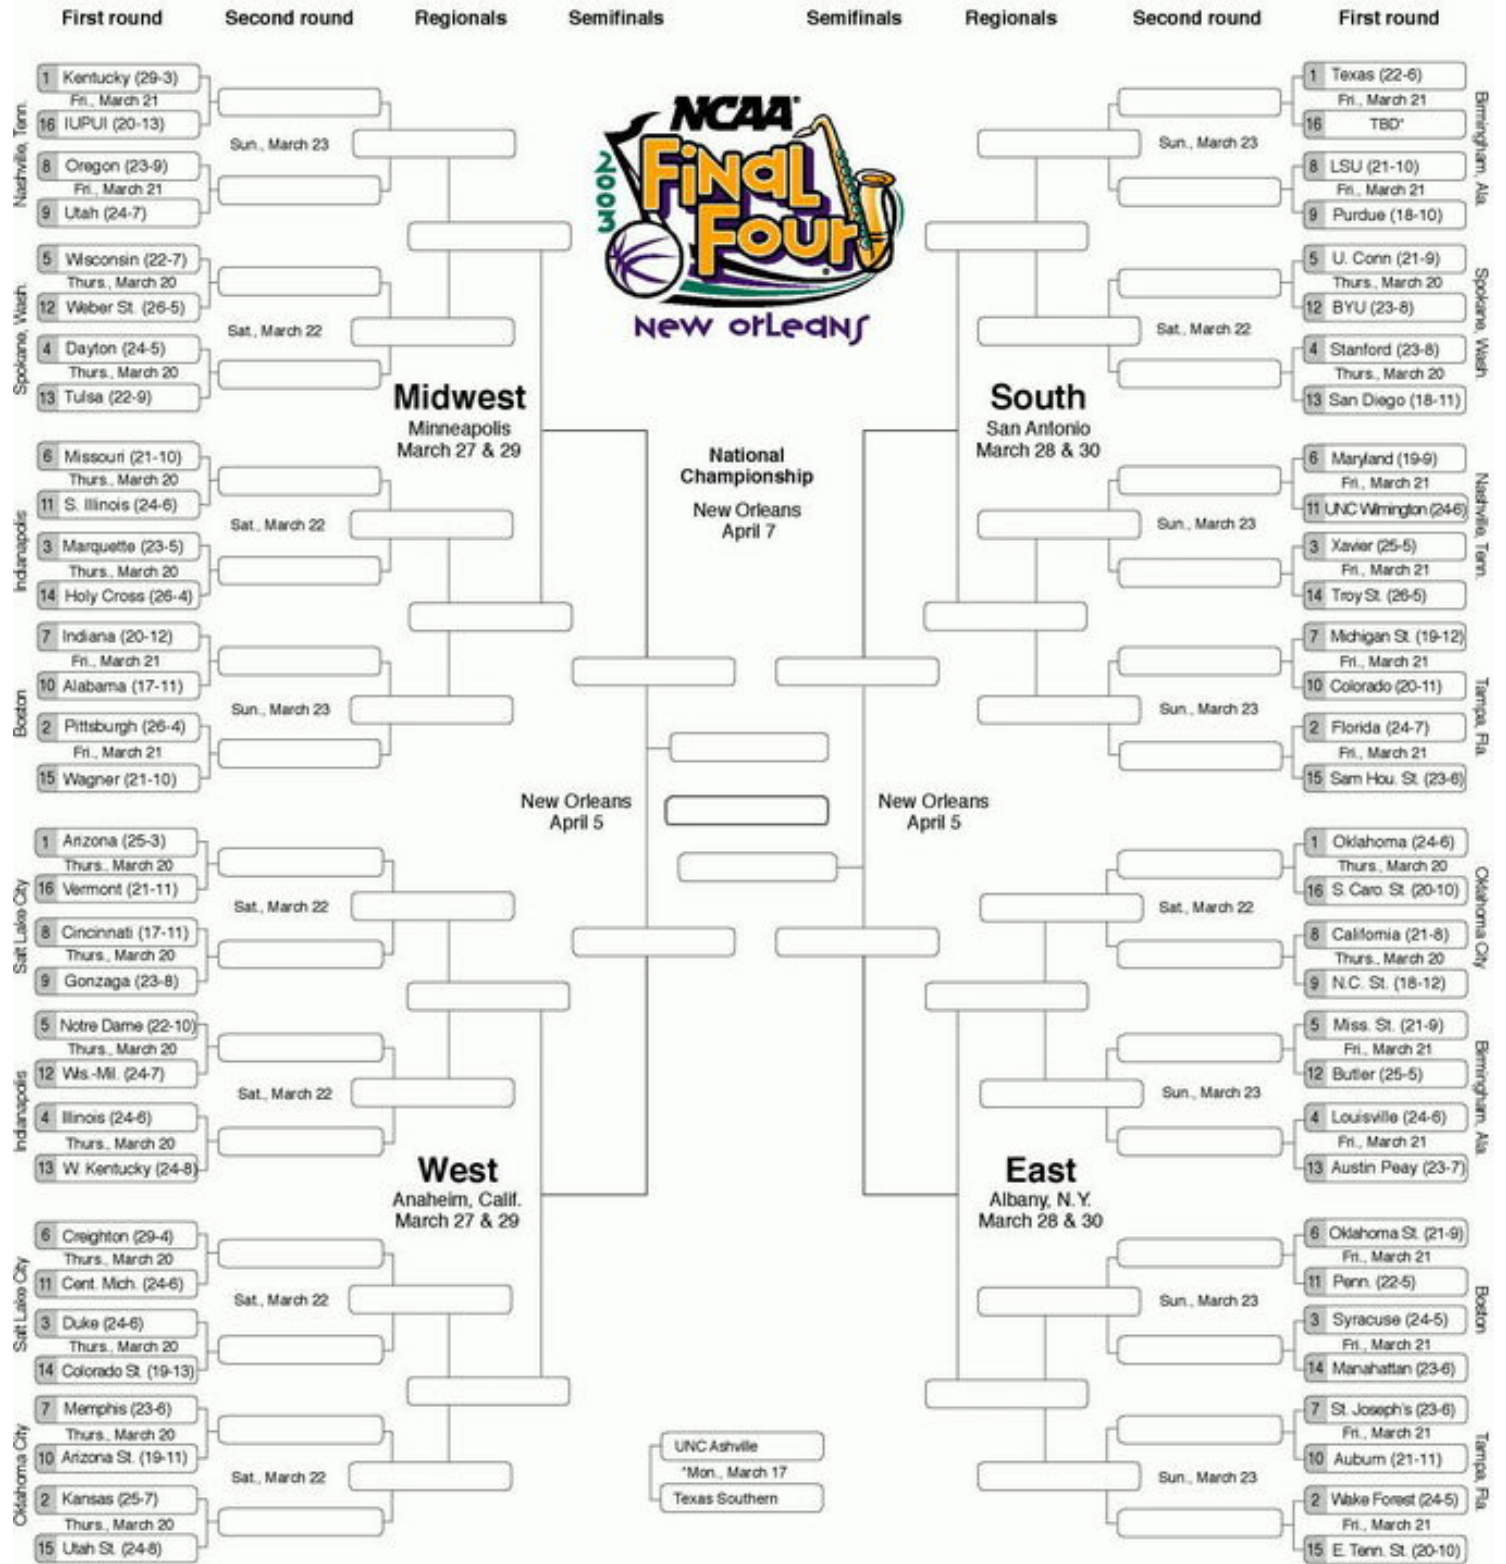 First round
Second round
Regionals
Semifinals
Semifinals
Regionals
Second round
First round
NCAA
2003
Final
Four
New Orleans
Nashville, Tenn.
1 Kentucky (29-3)
Fri., March 21
16 IUPUI (20-13)
8 Oregon (23-9)
Fri., March 21
9 Utah (24-7)
Sun., March 23
Spokane, Wash.
5 Wisconsin (22-7)
Thurs., March 20
12 Weber St. (26-5)
4 Dayton (24-5)
Thurs., March 20
13 Tulsa (22-9)
Sat., March 22
Midwest
Minneapolis
March 27 & 29
Indianapolis
6 Missouri (21-10)
Thurs., March 20
11 S. Illinois (24-6)
3 Marquette (23-5)
Thurs., March 20
14 Holy Cross (26-4)
Sat., March 22
Boston
7 Indiana (20-12)
Fri., March 21
10 Alabama (17-11)
2 Pittsburgh (26-4)
Fri., March 21
15 Wagner (21-10)
Sun., March 23
Salt Lake City
1 Arizona (25-3)
Thurs., March 20
16 Vermont (21-11)
8 Cincinnati (17-11)
Thurs., March 20
9 Gonzaga (23-8)
Sat., March 22
Indianapolis
5 Notre Dame (22-10)
Thurs., March 20
12 Wis.-Mil. (24-7)
4 Illinois (24-6)
Thurs., March 20
13 W. Kentucky (24-8)
Sat., March 22
West
Anaheim, Calif.
March 27 & 29
Salt Lake City
6 Creighton (29-4)
Thurs., March 20
11 Cent. Mich. (24-6)
3 Duke (24-6)
Thurs., March 20
14 Colorado St. (19-13)
Sat., March 22
Oklahoma City
7 Memphis (23-6)
Thurs., March 20
10 Arizona St. (19-11)
2 Kansas (25-7)
Thurs., March 20
15 Utah St. (24-8)
Sat., March 22
National
Championship
New Orleans
April 7
New Orleans
April 5
New Orleans
April 5
UNC Ashville
*Mon., March 17
Texas Southern
Birmingham, Ala.
1 Texas (22-6)
Fri., March 21
16 TBD*
8 LSU (21-10)
Fri., March 21
9 Purdue (18-10)
Sun., March 23
Spokane, Wash.
5 U. Conn (21-9)
Thurs., March 20
12 BYU (23-8)
4 Stanford (23-8)
Thurs., March 20
13 San Diego (18-11)
Sat., March 22
South
San Antonio
March 28 & 30
Nashville, Tenn.
6 Maryland (19-9)
Fri., March 21
11 UNC Wilmington (24-6)
3 Xavier (25-5)
Fri., March 21
14 Troy St. (26-5)
Sun., March 23
Tampa, Fla.
7 Michigan St. (19-12)
Fri., March 21
10 Colorado (20-11)
2 Florida (24-7)
Fri., March 21
15 Sam Hou. St. (23-6)
Sun., March 23
Oklahoma City
1 Oklahoma (24-6)
Thurs., March 20
16 S. Caro. St. (20-10)
8 California (21-8)
Thurs., March 20
9 N.C. St. (18-12)
Sat., March 22
Birmingham, Ala.
5 Miss. St. (21-9)
Fri., March 21
12 Butler (25-5)
4 Louisville (24-6)
Fri., March 21
13 Austin Peay (23-7)
Sun., March 23
East
Albany, N.Y.
March 28 & 30
Boston
6 Oklahoma St. (21-9)
Fri., March 21
11 Penn. (22-5)
3 Syracuse (24-5)
Fri., March 21
14 Manahattan (23-6)
Sun., March 23
Tampa, Fla.
7 St. Joseph's (23-6)
Fri., March 21
10 Auburn (21-11)
2 Wake Forest (24-5)
Fri., March 21
15 E. Tenn. St. (20-10)
Sun., March 23